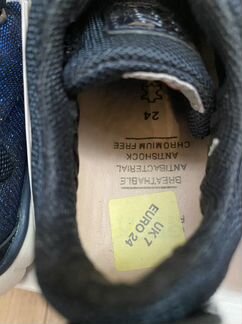 24
CHROMIUM FREE
ANTISHOCK
ANTIBACTERIAL
BREATHABLE
UK 7
EURO 24